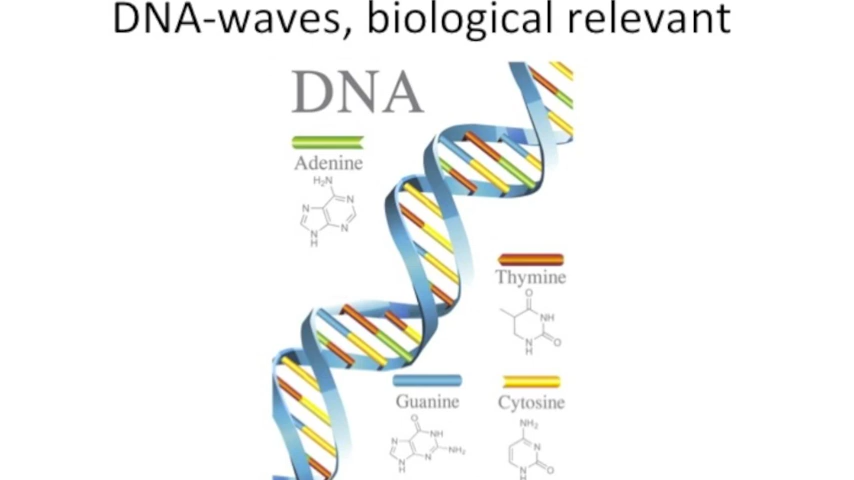 DNA-waves, biological relevant
DNA
Adenine
H₂N
N
N
N
N
H
Thymine
O
NH
N
H
O
Guanine
O
N
NH
N
H
N
NH₂
Cytosine
NH₂
N
N
H
O